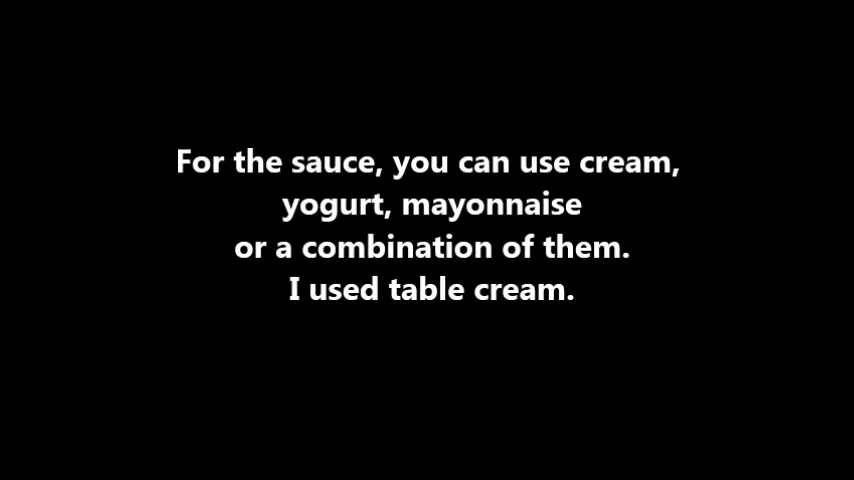 For the sauce, you can use cream,
yogurt, mayonnaise
or a combination of them.
I used table cream.